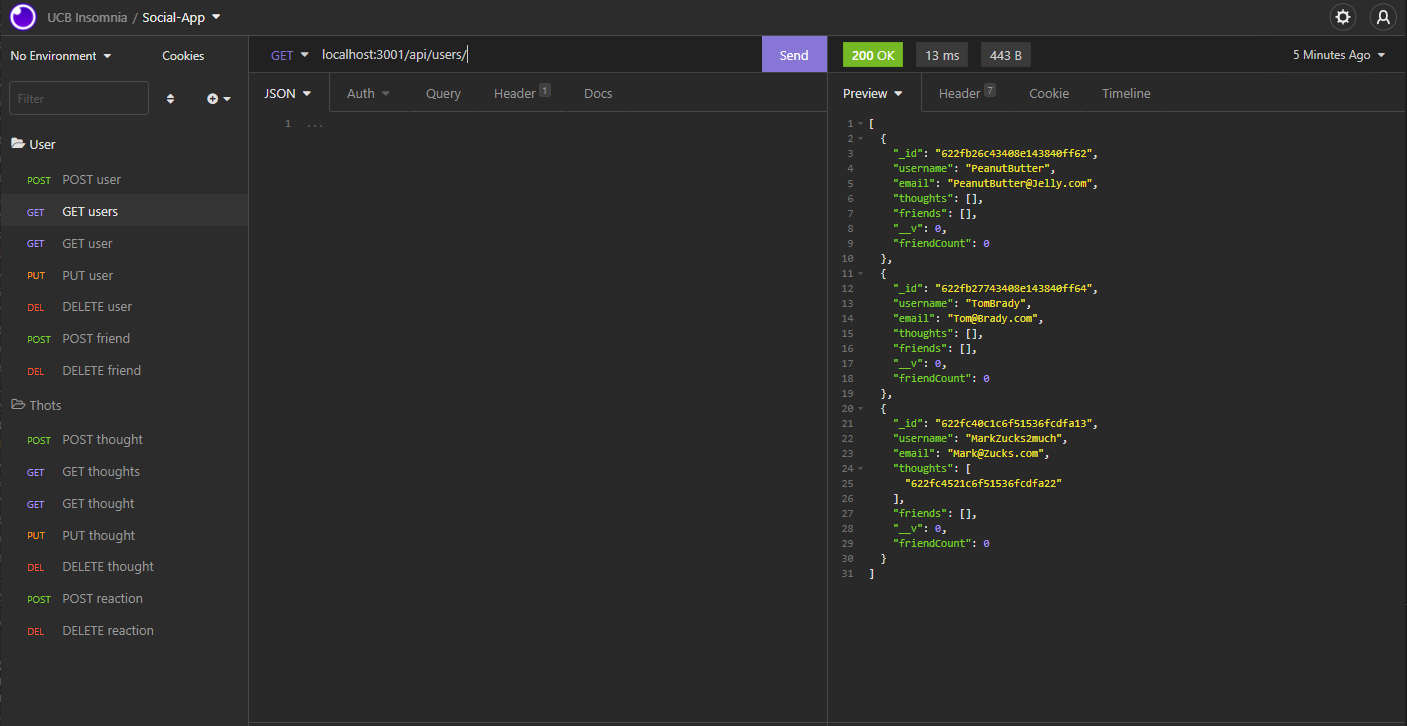 UCB Insomnia / Social-App
No Environment
Cookies
GET localhost:3001/api/users/
Send
200 OK
13 ms
443 B
5 Minutes Ago
Filter
JSON
Auth
Query
Header 1
Docs
Preview
Header 7
Cookie
Timeline
User
POST POST user
GET GET users
GET GET user
PUT PUT user
DEL DELETE user
POST POST friend
DEL DELETE friend
Thots
POST POST thought
GET GET thoughts
GET GET thought
PUT PUT thought
DEL DELETE thought
POST POST reaction
DEL DELETE reaction
1 ...
1 [
2 {
3 "_id": "622fb26c43408e143840ff62",
4 "username": "PeanutButter",
5 "email": "PeanutButter@Jelly.com",
6 "thoughts": [],
7 "friends": [],
8 "__v": 0,
9 "friendCount": 0
10 },
11 {
12 "_id": "622fb27743408e143840ff64",
13 "username": "TomBrady",
14 "email": "Tom@Brady.com",
15 "thoughts": [],
16 "friends": [],
17 "__v": 0,
18 "friendCount": 0
19 },
20 {
21 "_id": "622fc40c1c6f51536fcdfa13",
22 "username": "MarkZucks2much",
23 "email": "Mark@Zucks.com",
24 "thoughts": [
25 "622fc4521c6f51536fcdfa22"
26 ],
27 "friends": [],
28 "__v": 0,
29 "friendCount": 0
30 }
31 ]